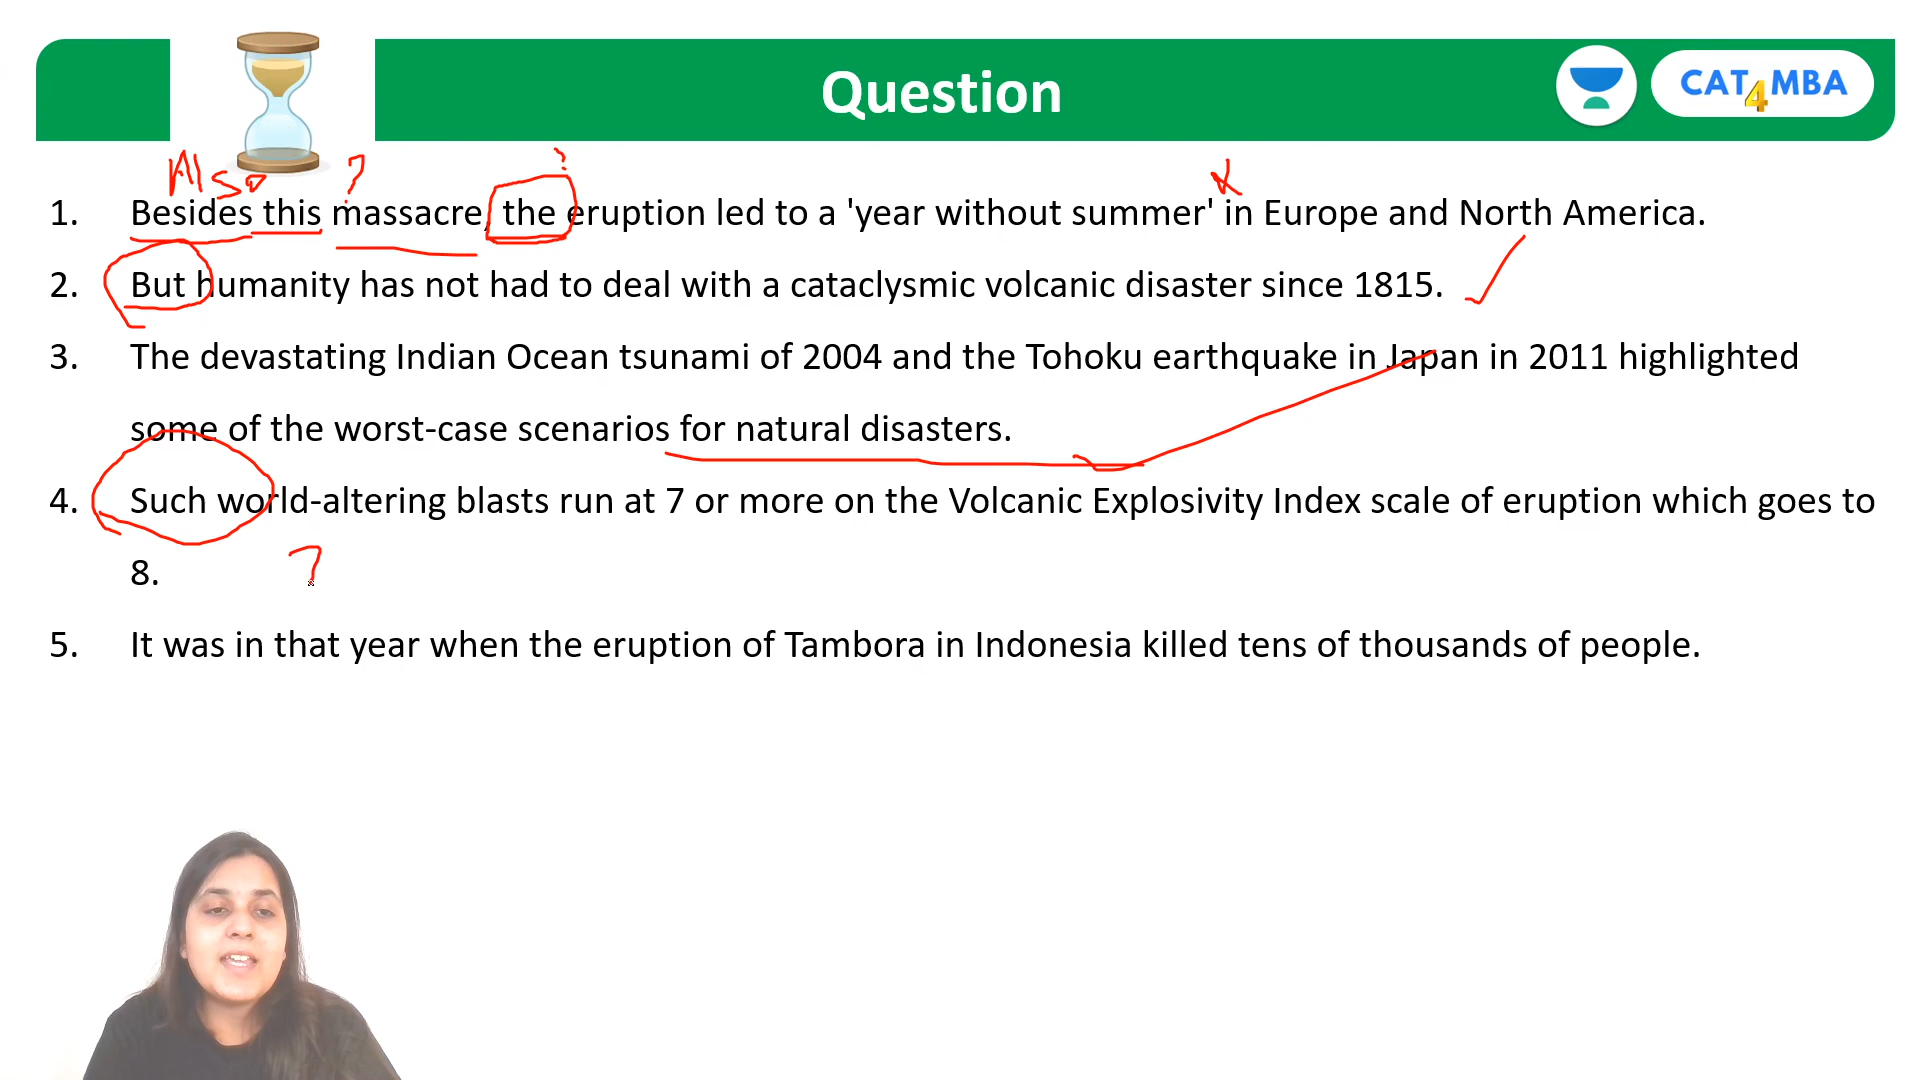 Question
CAT4MBA
Also ? ?
1. Besides this massacre, the eruption led to a 'year without summer' in Europe and North America.
2. But humanity has not had to deal with a cataclysmic volcanic disaster since 1815.
3. The devastating Indian Ocean tsunami of 2004 and the Tohoku earthquake in Japan in 2011 highlighted
some of the worst-case scenarios for natural disasters.
4. Such world-altering blasts run at 7 or more on the Volcanic Explosivity Index scale of eruption which goes to
8.
5. It was in that year when the eruption of Tambora in Indonesia killed tens of thousands of people.